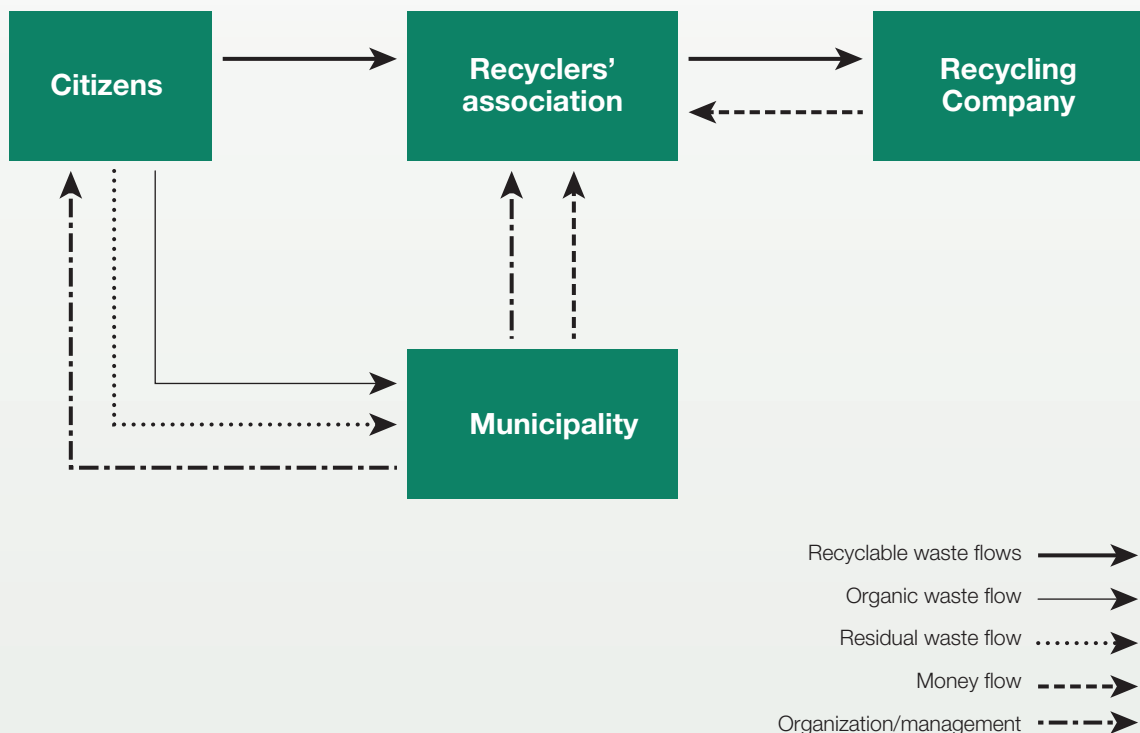 Citizens
Recyclers'
association
Recycling
Company
Municipality
Recyclable waste flows
Organic waste flow
Residual waste flow
Money flow
Organization/management